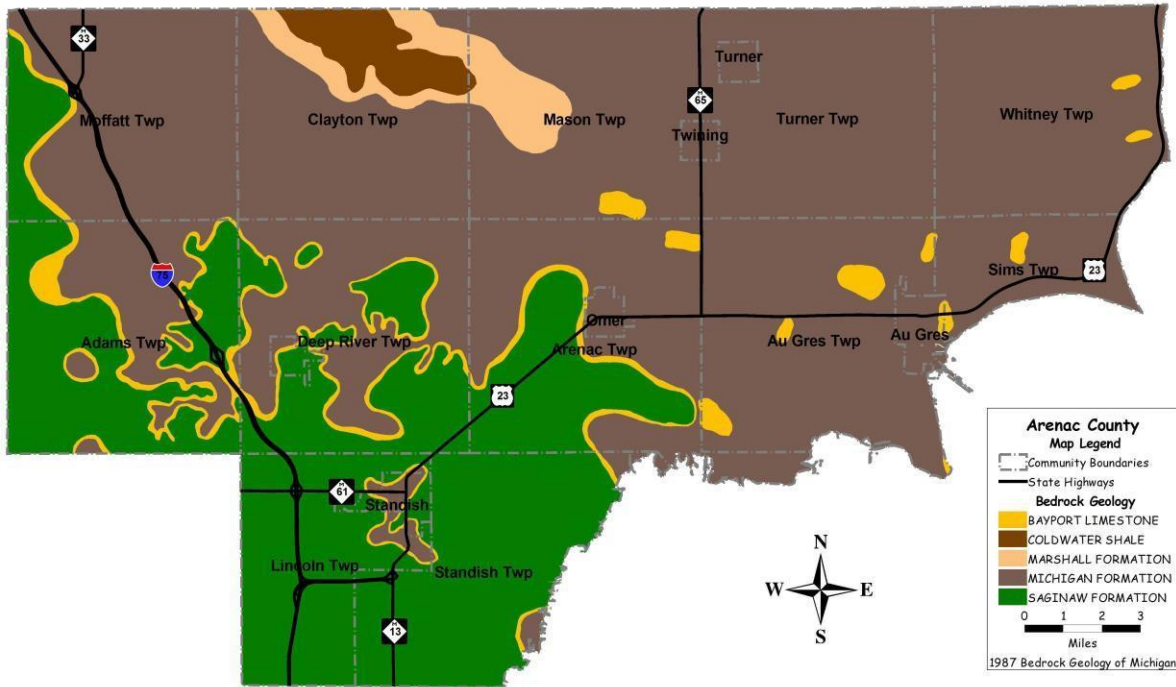 M
33
Turner
M
65
Moffatt Twp
Clayton Twp
Mason Twp
Twining
Turner Twp
Whitney Twp
75
Sims Twp
23
Adams Twp
Deep River Twp
Omer
Arenac Twp
Au Gres Twp
Au Gres
23
M
61
Standish
Lincoln Twp
Standish Twp
M
13
N
W
E
S
Arenac County
Map Legend
Community Boundaries
State Highways
Bedrock Geology
BAYPORT LIMESTONE
COLDWATER SHALE
MARSHALL FORMATION
MICHIGAN FORMATION
SAGINAW FORMATION
0 1 2 3
Miles
1987 Bedrock Geology of Michigan